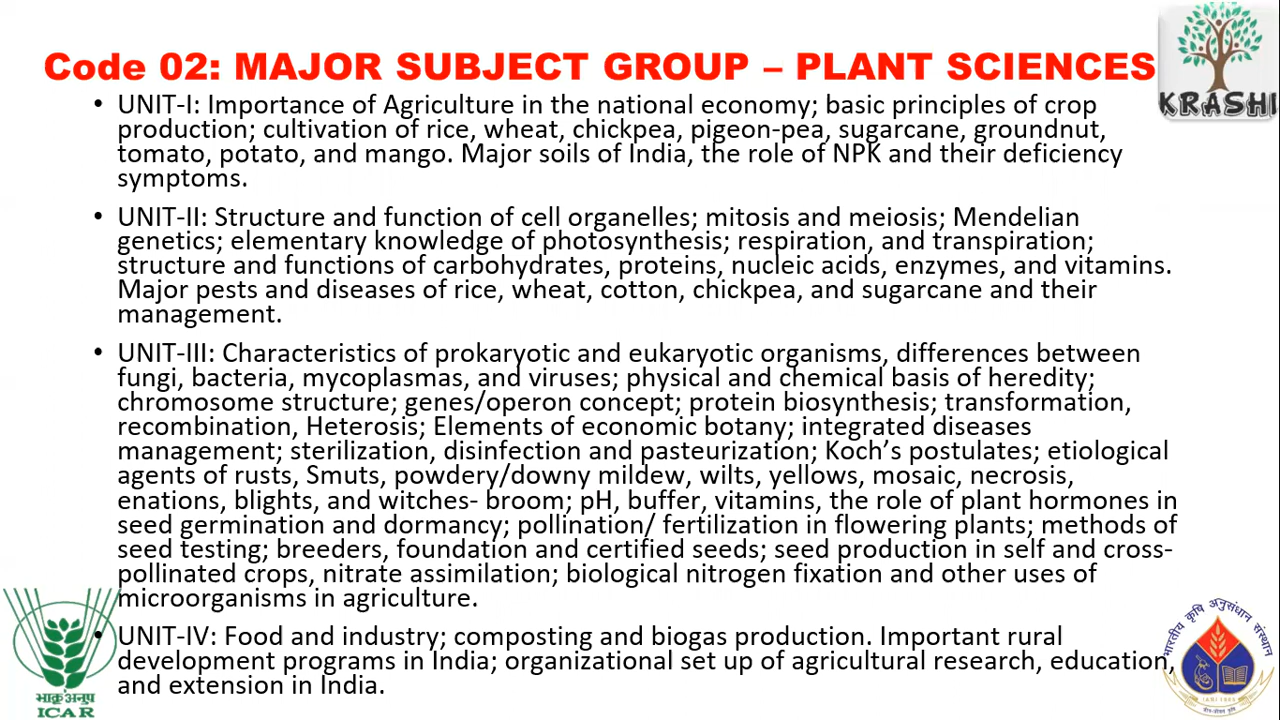 Code 02: MAJOR SUBJECT GROUP – PLANT SCIENCES
KRASHI
• UNIT-I: Importance of Agriculture in the national economy; basic principles of crop
production; cultivation of rice, wheat, chickpea, pigeon-pea, sugarcane, groundnut,
tomato, potato, and mango. Major soils of India, the role of NPK and their deficiency
symptoms.
• UNIT-II: Structure and function of cell organelles; mitosis and meiosis; Mendelian
genetics; elementary knowledge of photosynthesis; respiration, and transpiration;
structure and functions of carbohydrates, proteins, nucleic acids, enzymes, and vitamins.
Major pests and diseases of rice, wheat, cotton, chickpea, and sugarcane and their
management.
• UNIT-III: Characteristics of prokaryotic and eukaryotic organisms, differences between
fungi, bacteria, mycoplasmas, and viruses; physical and chemical basis of heredity;
chromosome structure; genes/operon concept; protein biosynthesis; transformation,
recombination, Heterosis; Elements of economic botany; integrated diseases
management; sterilization, disinfection and pasteurization; Koch’s postulates; etiological
agents of rusts, Smuts, powdery/downy mildew, wilts, yellows, mosaic, necrosis,
enations, blights, and witches- broom; pH, buffer, vitamins, the role of plant hormones in
seed germination and dormancy; pollination/ fertilization in flowering plants; methods of
seed testing; breeders, foundation and certified seeds; seed production in self and cross-
pollinated crops, nitrate assimilation; biological nitrogen fixation and other uses of
microorganisms in agriculture.
• UNIT-IV: Food and industry; composting and biogas production. Important rural
development programs in India; organizational set up of agricultural research, education,
and extension in India.
भाकृअनुप
ICAR
भारतीय कृषि अनुसंधान संस्थान